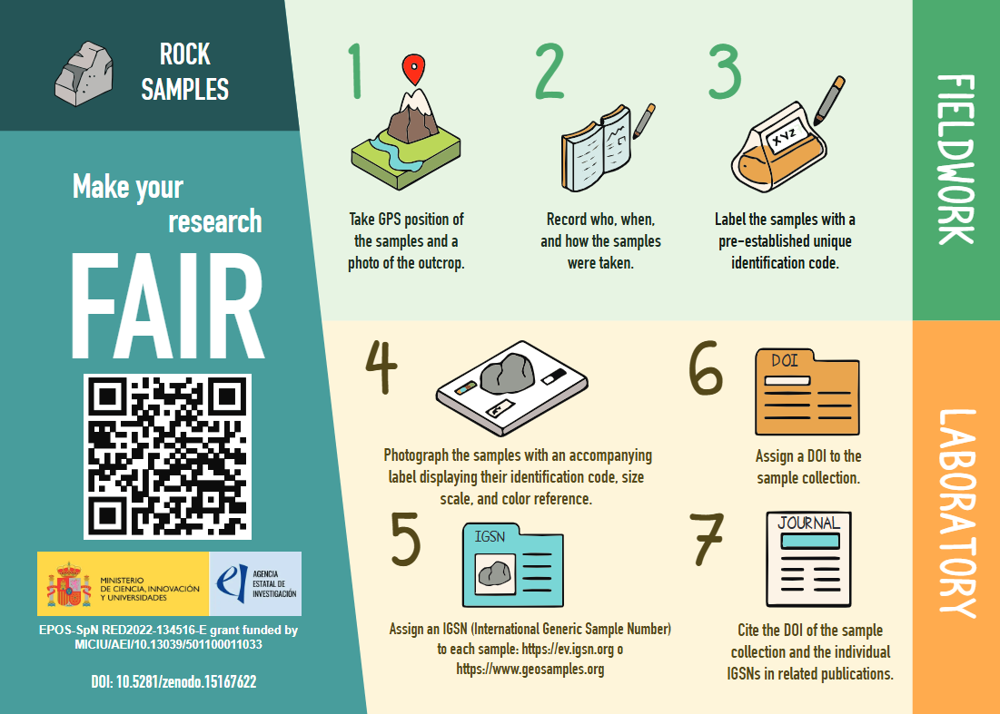 ROCK
SAMPLES
Make your
research
FAIR
MINISTERIO
DE CIENCIA, INNOVACIÓN
Y UNIVERSIDADES
AGENCIA
ESTATAL DE
INVESTIGACIÓN
EPOS-SpN RED2022-134516-E grant funded by
MICIU/AEI/10.13039/501100011033
DOI: 10.5281/zenodo.15167622
FIELDWORK
1
Take GPS position of
the samples and a
photo of the outcrop.
2
Record who, when,
and how the samples
were taken.
3
XYZ
Label the samples with a
pre-established unique
identification code.
LABORATORY
4
Photograph the samples with an accompanying
label displaying their identification code, size
scale, and color reference.
5
IGSN
Assign an IGSN (International Generic Sample Number)
to each sample: https://ev.igsn.org o
https://www.geosamples.org
6
DOI
Assign a DOI to the
sample collection.
7
JOURNAL
Cite the DOI of the sample
collection and the individual
IGSNs in related publications.